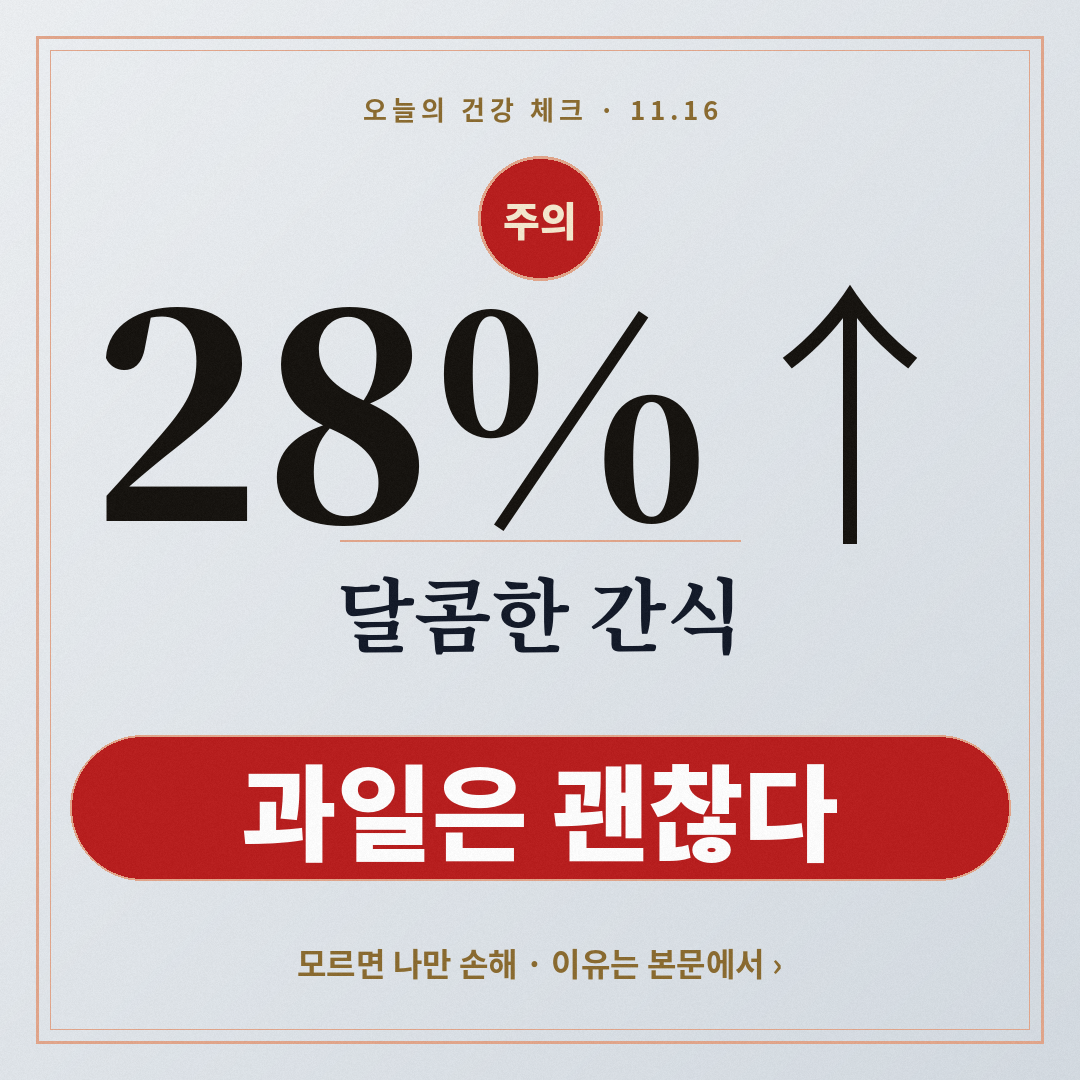 오늘의 건강 체크 · 11.16
주의
28% ↑
달콤한 간식
과일은 괜찮다
모르면 나만 손해 · 이유는 본문에서 ›